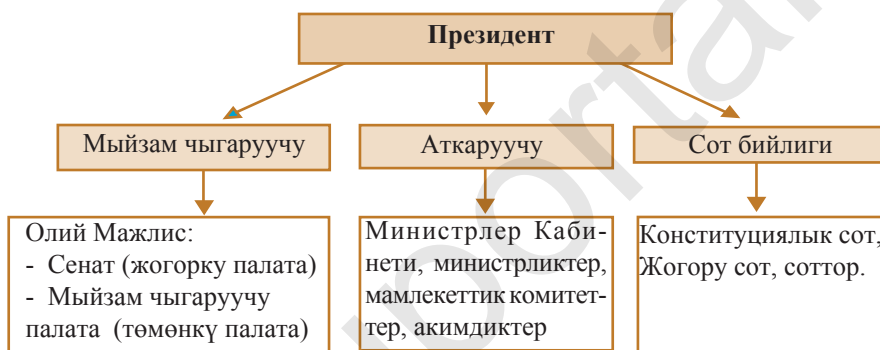 Президент
Мыйзам чыгаруучу
Аткаруучу
Сот бийлиги
Олий Мажлис:
- Сенат (жогорку палата)
- Мыйзам чыгаруучу
палата (төмөнкү палата)
Министрлер Каби-
нети, министрликтер,
мамлекеттик комитет-
тер, акимдиктер
Конституциялык сот,
Жогору сот, соттор.